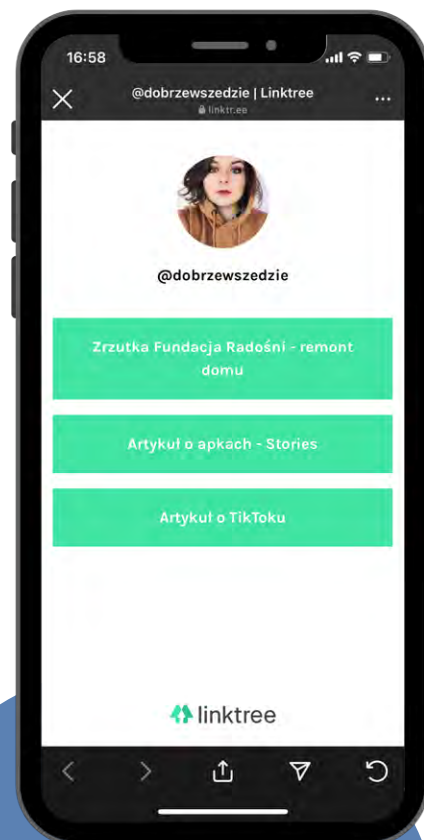 16:58
@dobrzewszedzie | Linktree
linktr.ee
@dobrzewszedzie
Zrzutka Fundacja Radośni - remont
domu
Artykuł o apkach - Stories
Artykuł o TikToku
linktree